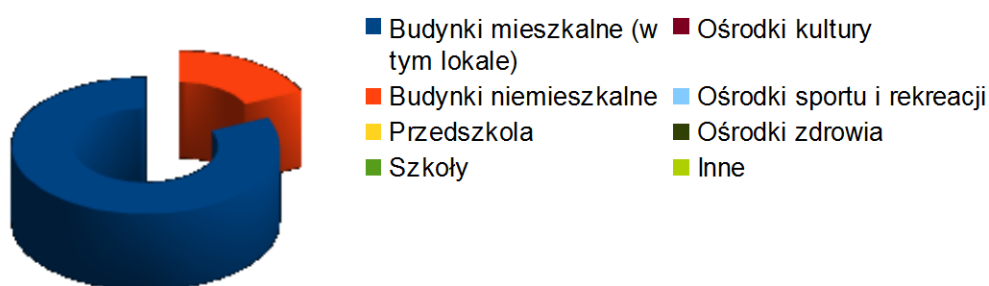 Budynki mieszkalne (w
tym lokale)
Budynki niemieszkalne
Przedszkola
Szkoły
Ośrodki kultury
Ośrodki sportu i rekreacji
Ośrodki zdrowia
Inne